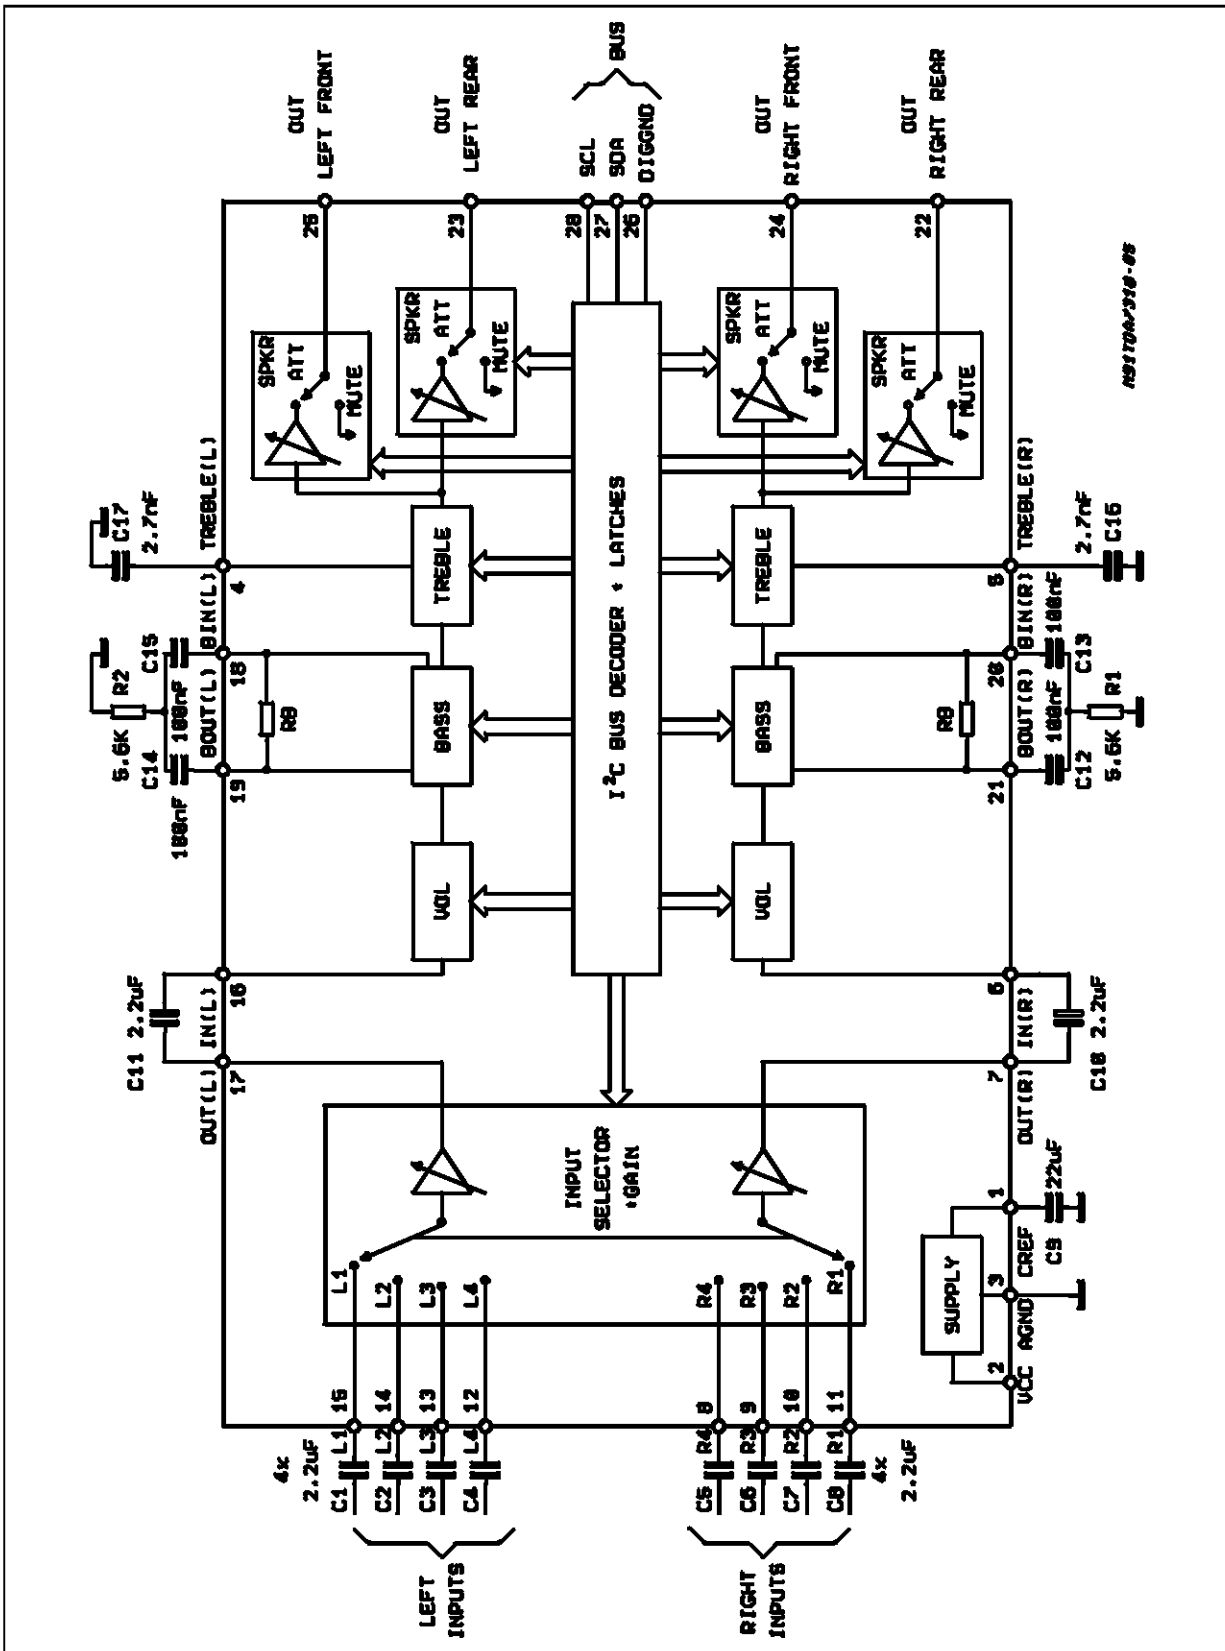 LEFT
INPUTS
C1
C2
C3
C4
4x
2.2uF
L1
L2
L3
L4
15
14
13
12
L1
L2
L3
L4
RIGHT
INPUTS
C5
C6
C7
C8
4x
2.2uF
R4
R3
R2
R1
8
9
10
11
R4
R3
R2
R1
INPUT
SELECTOR
+GAIN
OUT(L)
17
C11 2.2uF
IN(L)
16
VOL
5.6K
R2
C14
100nF
100nF
C15
BOUT(L)
BIN(L)
19
18
RB
BASS
C17
2.7nF
TREBLE(L)
4
TREBLE
SPKR
ATT
MUTE
25
OUT
LEFT FRONT
SPKR
ATT
MUTE
23
OUT
LEFT REAR
I²C BUS DECODER + LATCHES
28
27
26
SCL
SDA
DIGGND
BUS
SUPPLY
2
3
1
VCC
AGND
CREF
C9
22uF
OUT(R)
7
C10 2.2uF
IN(R)
6
VOL
BASS
RB
21
20
BOUT(R)
BIN(R)
C12
100nF
C13
100nF
5.6K
R1
TREBLE
5
TREBLE(R)
2.7nF
C16
SPKR
ATT
MUTE
24
OUT
RIGHT FRONT
SPKR
ATT
MUTE
22
OUT
RIGHT REAR